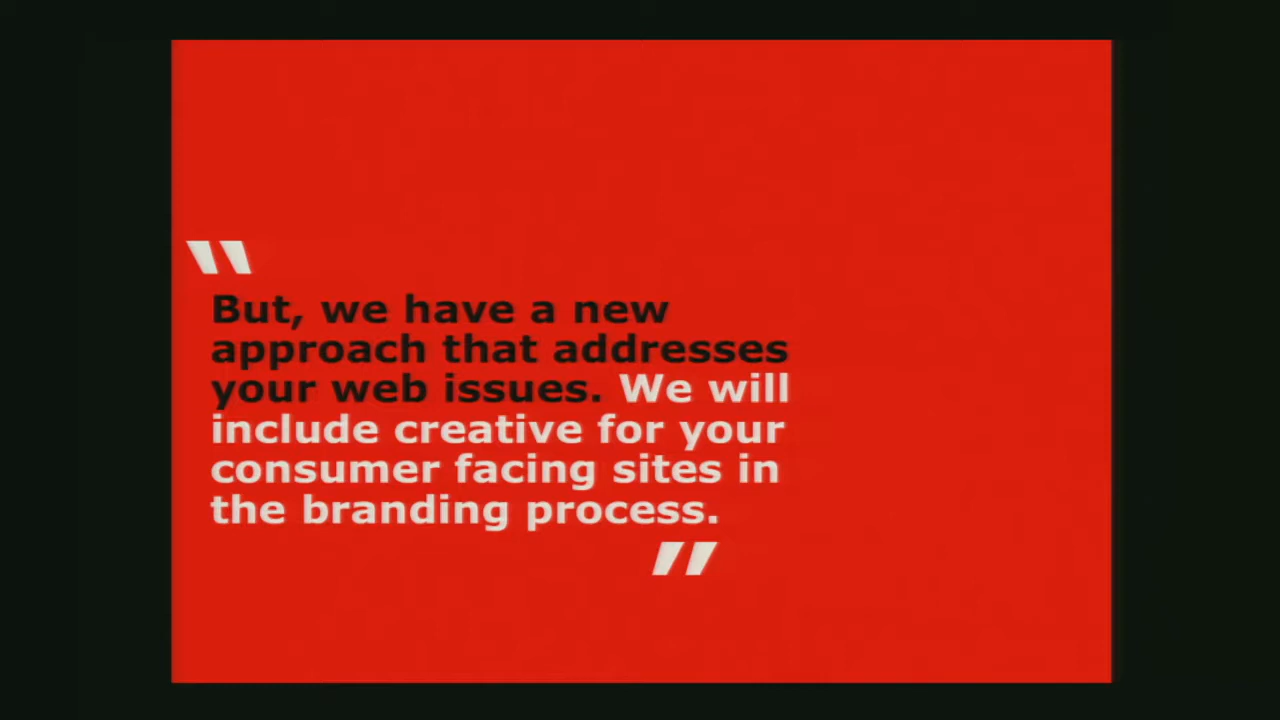 "
But, we have a new
approach that addresses
your web issues. We will
include creative for your
consumer facing sites in
the branding process.
"